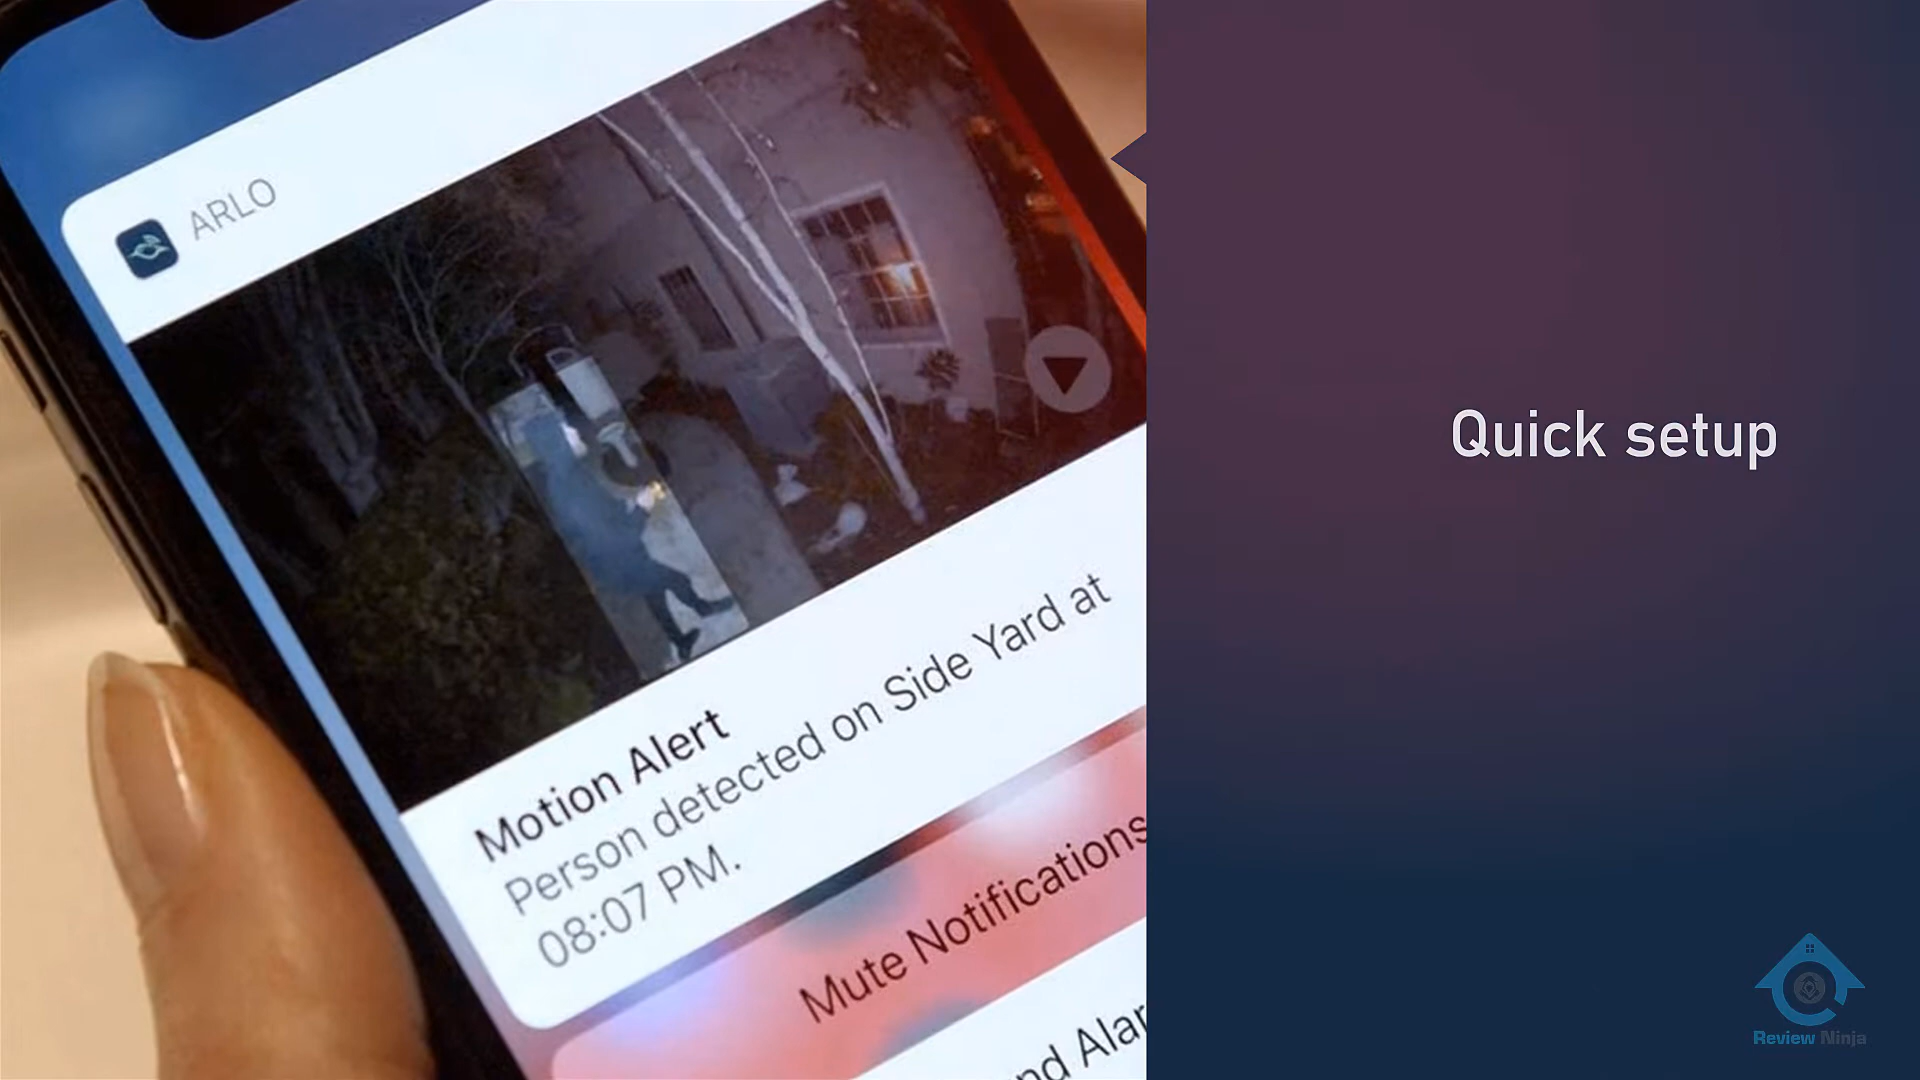 ARLO
Motion Alert
Person detected on Side Yard at
08:07 PM.
Mute Notifications
Quick setup
Review Ninja